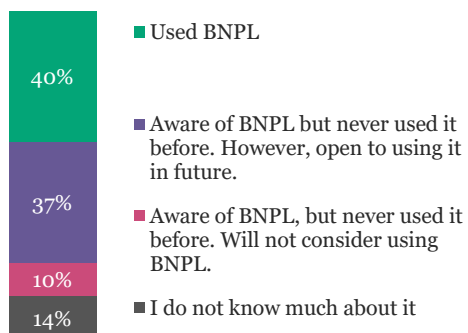 40%
37%
10%
14%
Used BNPL
Aware of BNPL but never used it
before. However, open to using it
in future.
Aware of BNPL, but never used it
before. Will not consider using
BNPL.
I do not know much about it